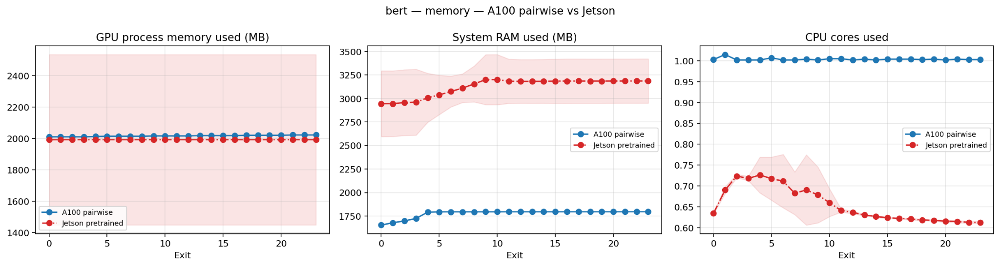 bert — memory — A100 pairwise vs Jetson
GPU process memory used (MB)
2400
2200
2000
1800
1600
1400
A100 pairwise
Jetson pretrained
0 5 10 15 20
Exit
System RAM used (MB)
3500
3250
3000
2750
2500
2250
2000
1750
A100 pairwise
Jetson pretrained
0 5 10 15 20
Exit
CPU cores used
1.00
0.95
0.90
0.85
0.80
0.75
0.70
0.65
0.60
A100 pairwise
Jetson pretrained
0 5 10 15 20
Exit